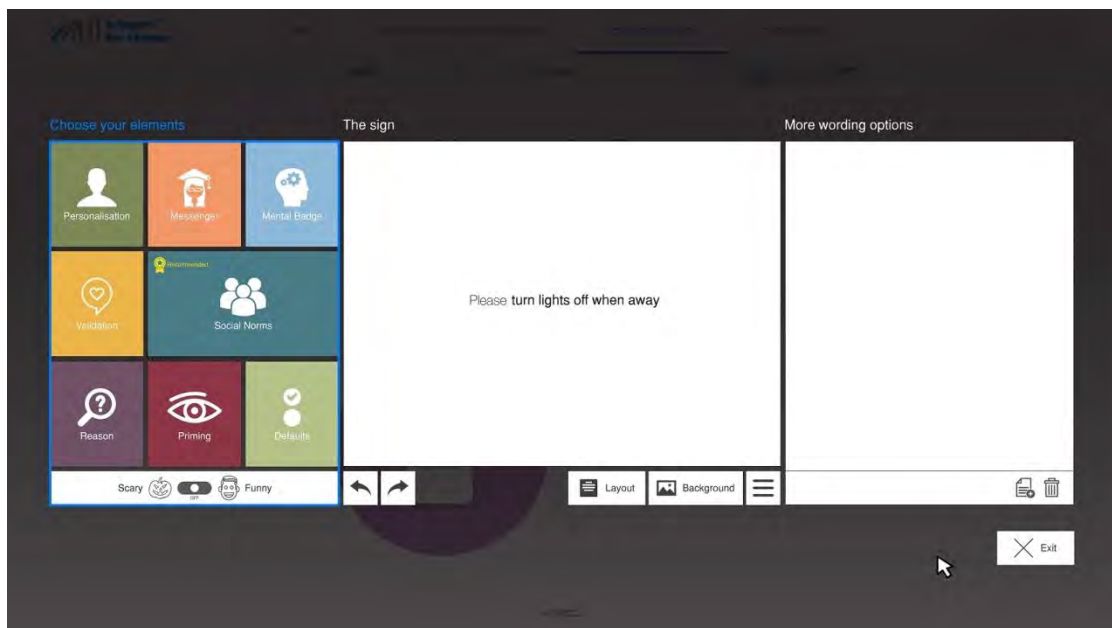 Choose your elements
The sign
More wording options
Personalisation
Messenger
Mental Badge
Validation
Recommended
Social Norms
Reason
Priming
Defaults
Please turn lights off when away
Scary
OFF
Funny
Layout
Background
Exit